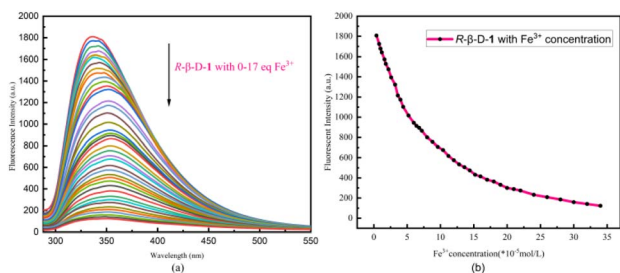 2000
1800
1600
1400
1200
1000
800
600
400
200
0
Fluorescence Intensity (a.u.)
R-β-D-1 with 0-17 eq Fe³⁺
300 350 400 450 500 550
Wavelength (nm)
(a)
2000
1800
1600
1400
1200
1000
800
600
400
200
0
Fluorescent Intensity (a.u.)
R-β-D-1 with Fe³⁺ concentration
0 5 10 15 20 25 30 35
Fe³⁺concentration(*10⁻⁵mol/L)
(b)